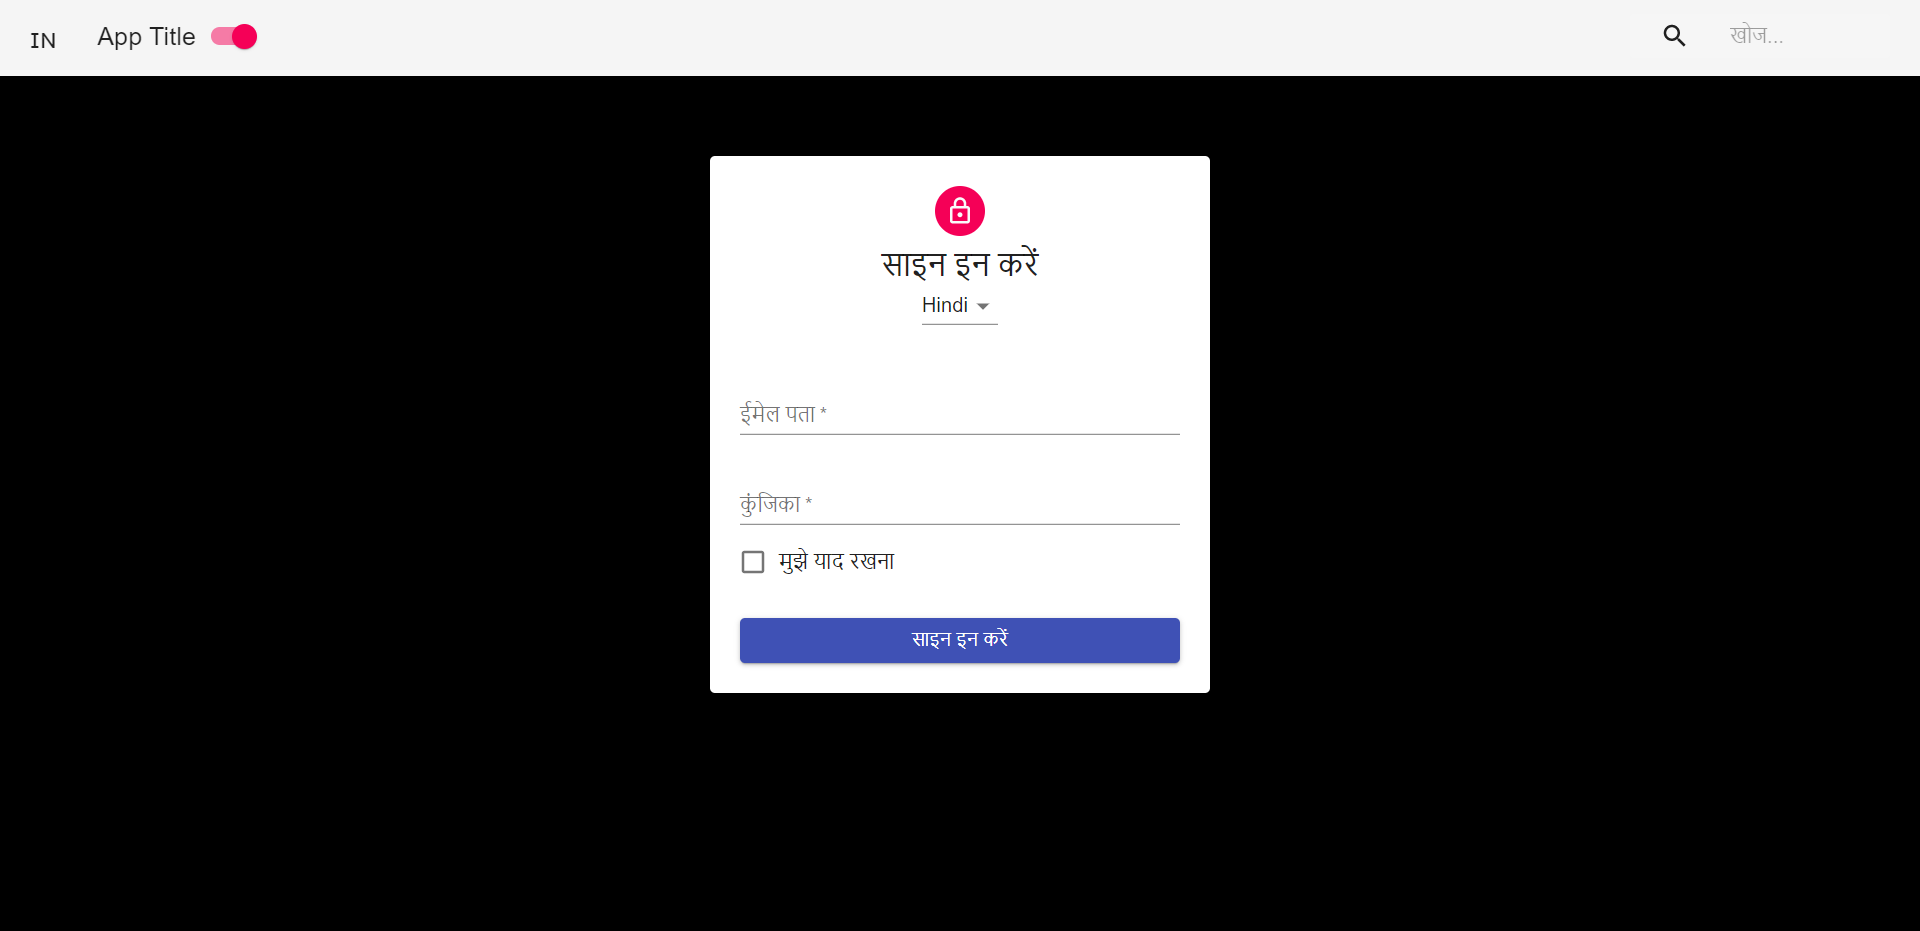 IN App Title खोज...
साइन इन करें
Hindi
ईमेल पता *
कुंजिका *
मुझे याद रखना
साइन इन करें